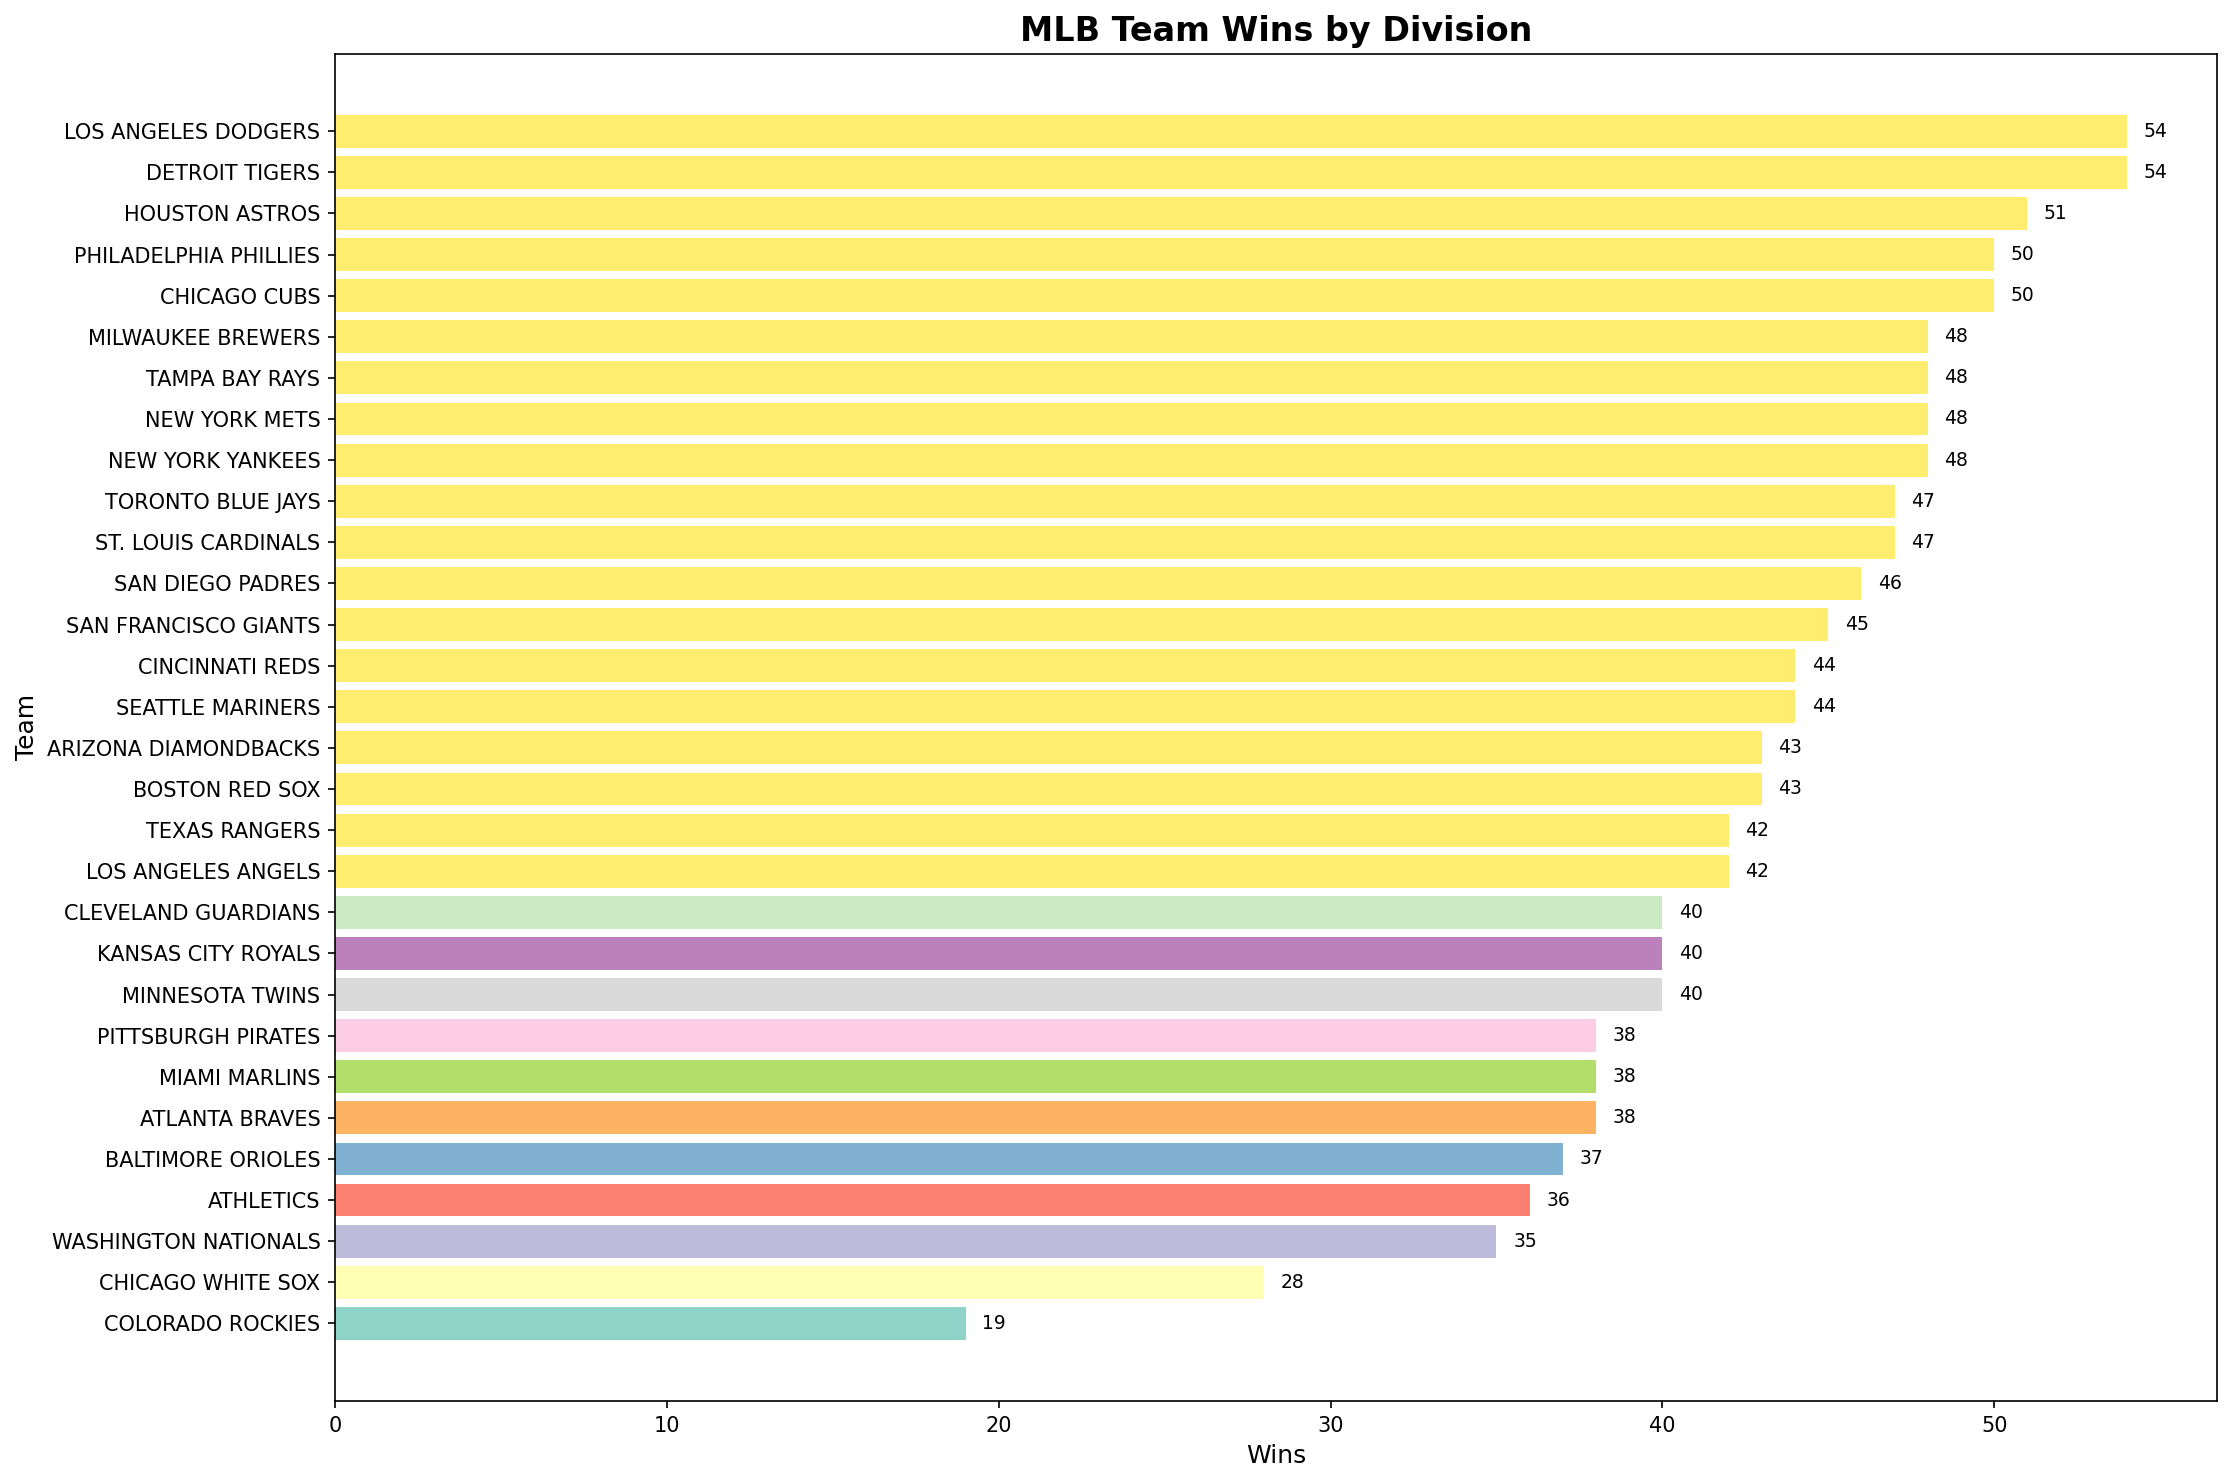 MLB Team Wins by Division
LOS ANGELES DODGERS 54
DETROIT TIGERS 54
HOUSTON ASTROS 51
PHILADELPHIA PHILLIES 50
CHICAGO CUBS 50
MILWAUKEE BREWERS 48
TAMPA BAY RAYS 48
NEW YORK METS 48
NEW YORK YANKEES 48
TORONTO BLUE JAYS 47
ST. LOUIS CARDINALS 47
SAN DIEGO PADRES 46
SAN FRANCISCO GIANTS 45
CINCINNATI REDS 44
SEATTLE MARINERS 44
Team
ARIZONA DIAMONDBACKS 43
BOSTON RED SOX 43
TEXAS RANGERS 42
LOS ANGELES ANGELS 42
CLEVELAND GUARDIANS 40
KANSAS CITY ROYALS 40
MINNESOTA TWINS 40
PITTSBURGH PIRATES 38
MIAMI MARLINS 38
ATLANTA BRAVES 38
BALTIMORE ORIOLES 37
ATHLETICS 36
WASHINGTON NATIONALS 35
CHICAGO WHITE SOX 28
COLORADO ROCKIES 19
0 10 20 30 40 50
Wins